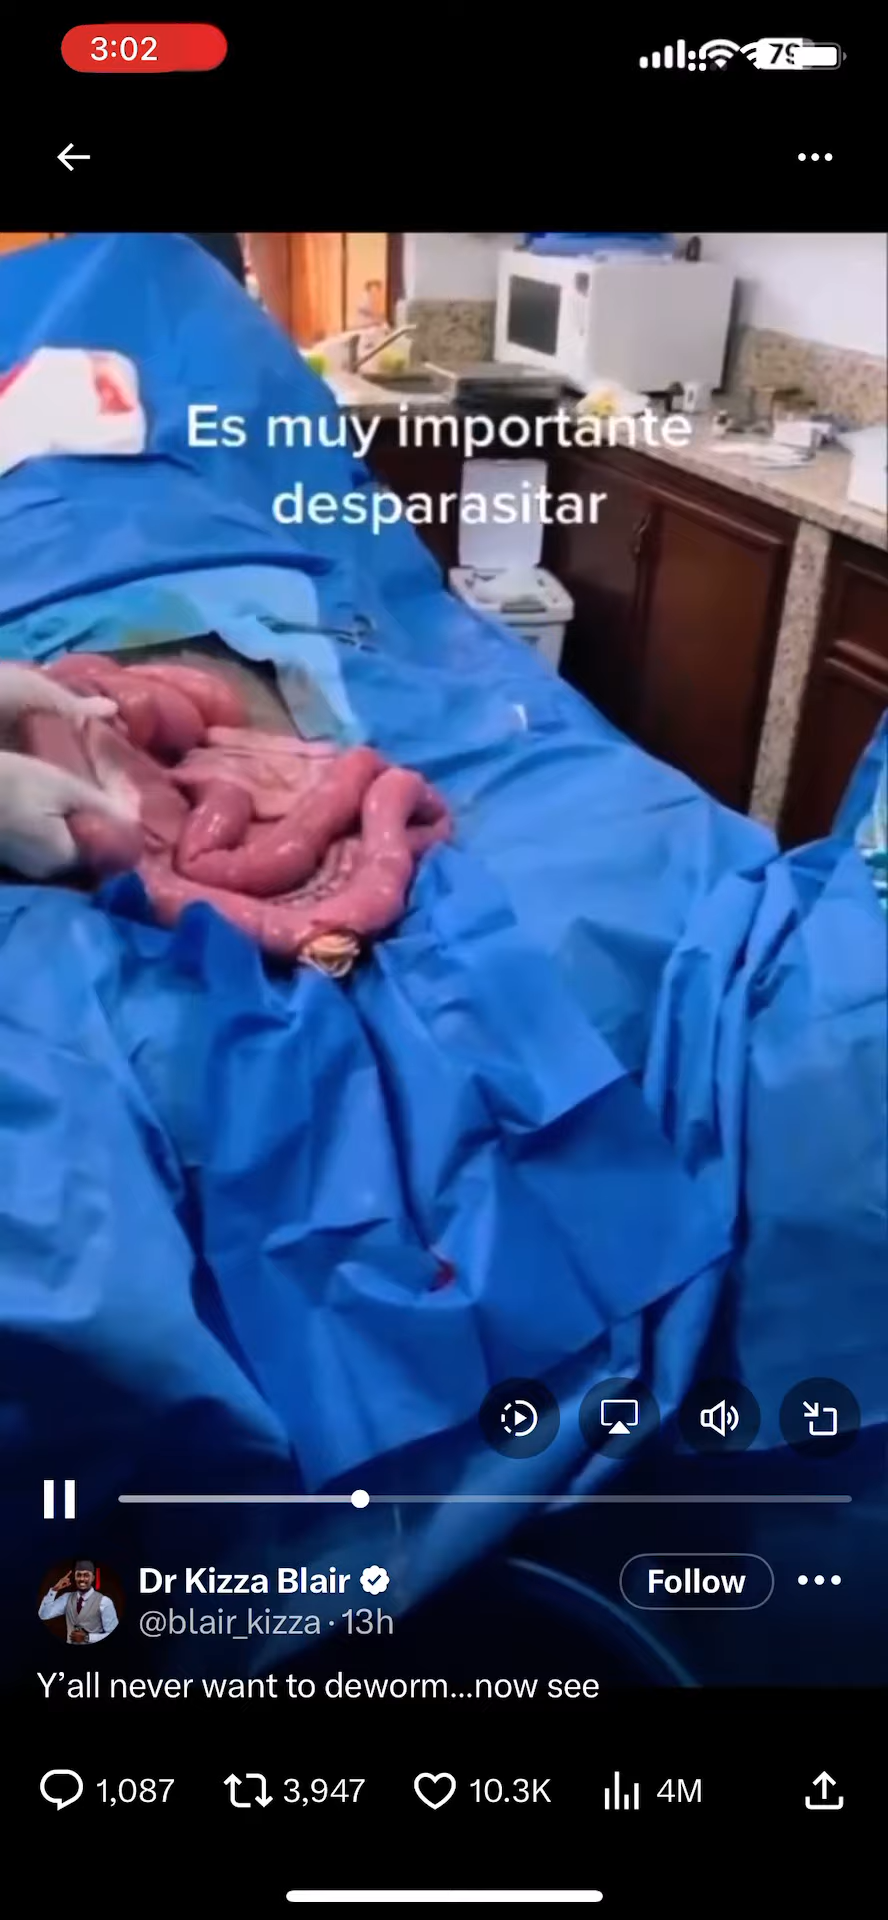 3:02
Es muy importante
desparasitar
Dr Kizza Blair
Follow
@blair_kizza · 13h
Y’all never want to deworm...now see
1,087 3,947 10.3K 4M